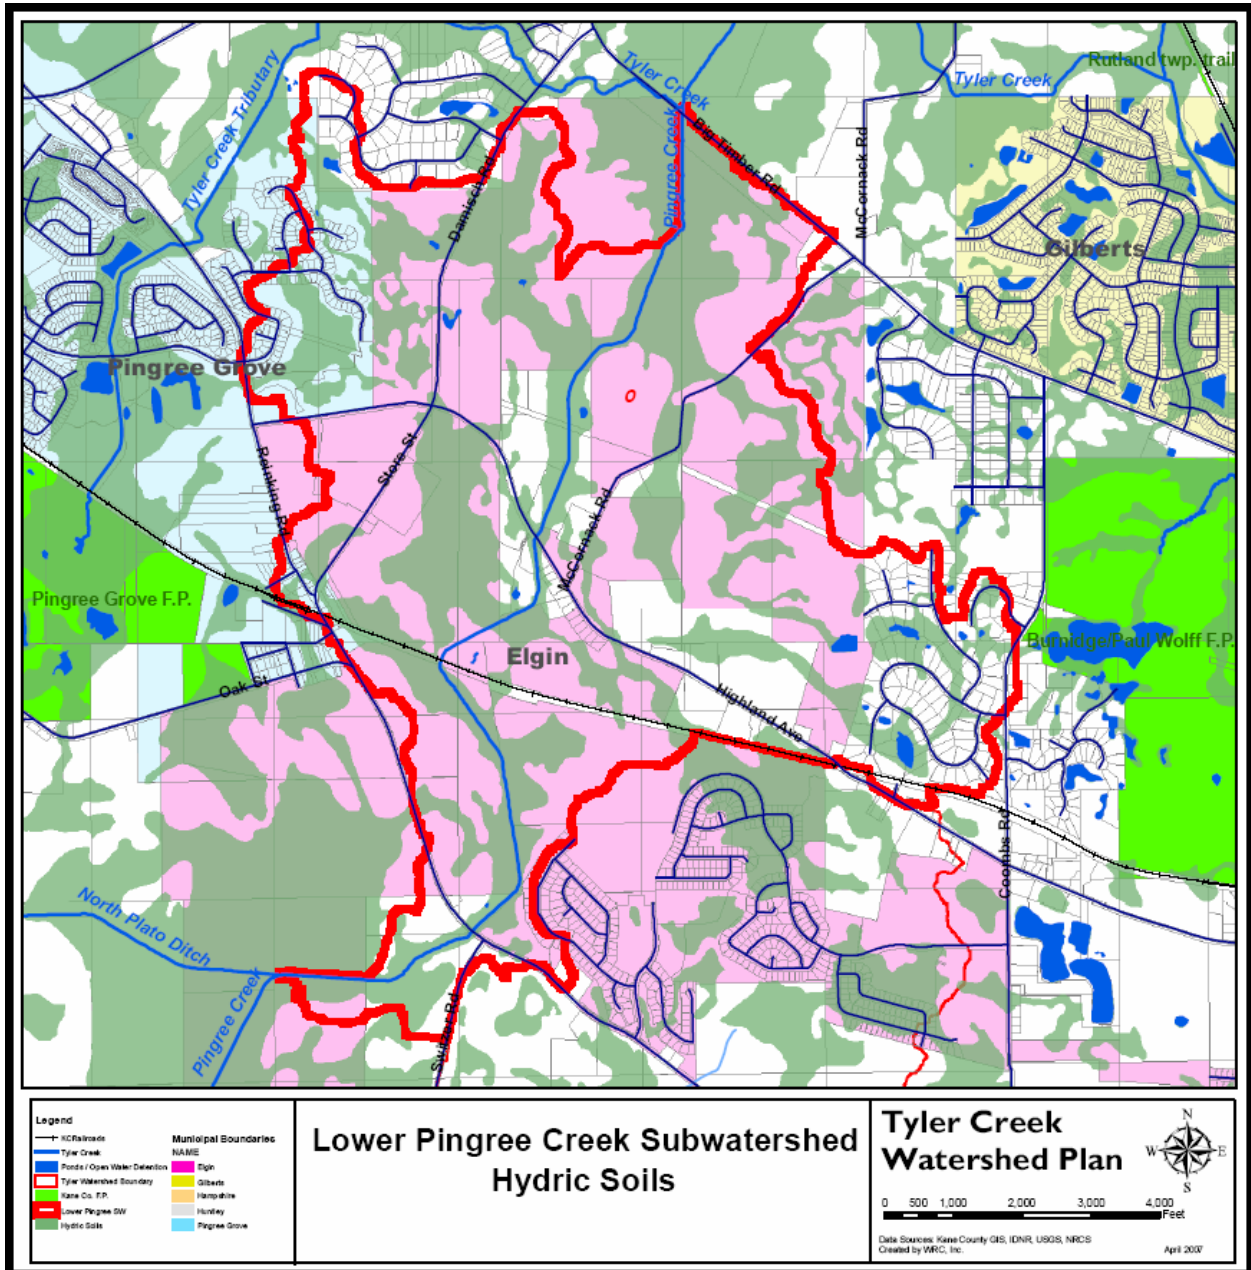 Rutland twp. trail
Tyler Creek
Tyler Creek
Tyler Creek Tributary
Pingree Creek
Big Timber Rd
McCornack Rd
Damisch Rd
Gilberts
Pingree Grove
Reinking Rd
Store St
McCornack Rd
Pingree Grove F.P.
Burnidge/Paul Wolff F.P.
Elgin
Oak St
Highland Ave
Coombs Rd
North Plato Ditch
Pingree Creek
Switzer Rd
Legend
KCRailroads
Tyler Creek
Ponds / Open Water Detention
Tyler Watershed Boundary
Kane Co. F.P.
Lower Pingree SW
Hydric Soils
Municipal Boundaries
NAME
Elgin
Gilberts
Hampshire
Huntley
Pingree Grove
Lower Pingree Creek Subwatershed
Hydric Soils
Tyler Creek
Watershed Plan
N
W E
S
0 500 1,000 2,000 3,000 4,000
Feet
Data Sources: Kane County GIS, IDNR, USGS, NRCS
Created by WRC, Inc.
April 2007